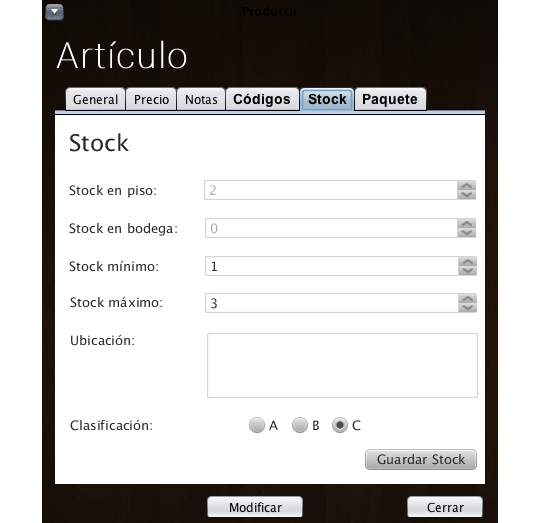 Producto
Artículo
General Precio Notas Códigos Stock Paquete
Stock
Stock en piso: 2
Stock en bodega: 0
Stock mínimo: 1
Stock máximo: 3
Ubicación:
Clasificación: A B C
Guardar Stock
Modificar Cerrar